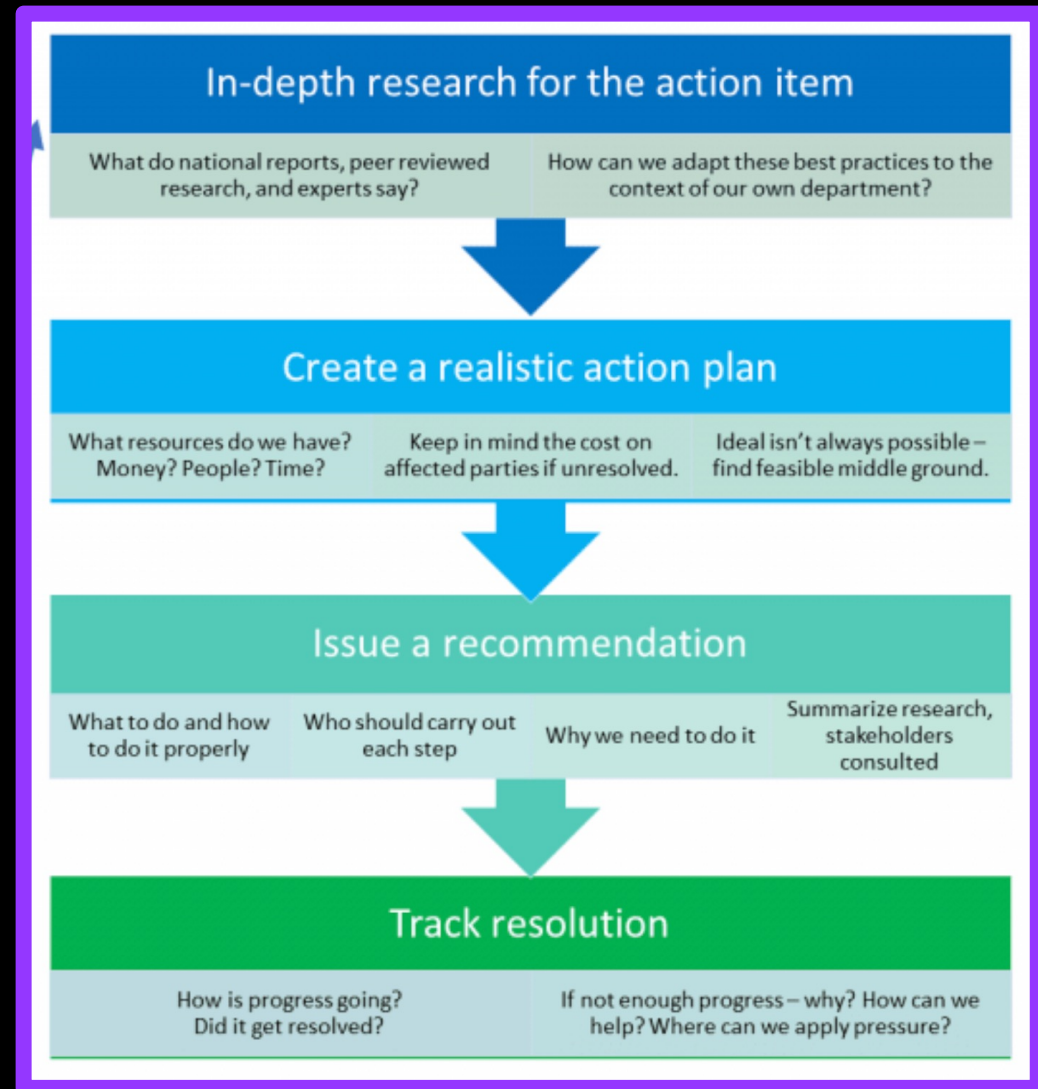 In-depth research for the action item
What do national reports, peer reviewed
research, and experts say?
How can we adapt these best practices to the
context of our own department?
Create a realistic action plan
What resources do we have?
Money? People? Time?
Keep in mind the cost on
affected parties if unresolved.
Ideal isn't always possible –
find feasible middle ground.
Issue a recommendation
What to do and how
to do it properly
Who should carry out
each step
Why we need to do it
Summarize research,
stakeholders
consulted
Track resolution
How is progress going?
Did it get resolved?
If not enough progress – why? How can we
help? Where can we apply pressure?